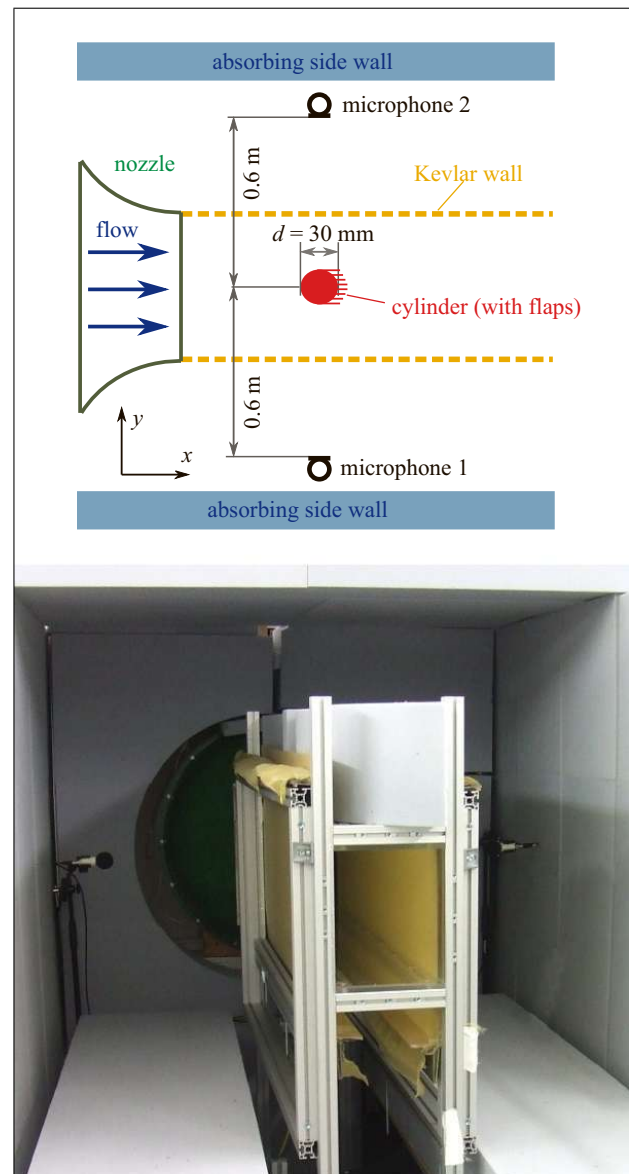 absorbing side wall
microphone 2
nozzle
0.6 m
Kevlar wall
flow
d = 30 mm
cylinder (with flaps)
0.6 m
y
x
microphone 1
absorbing side wall